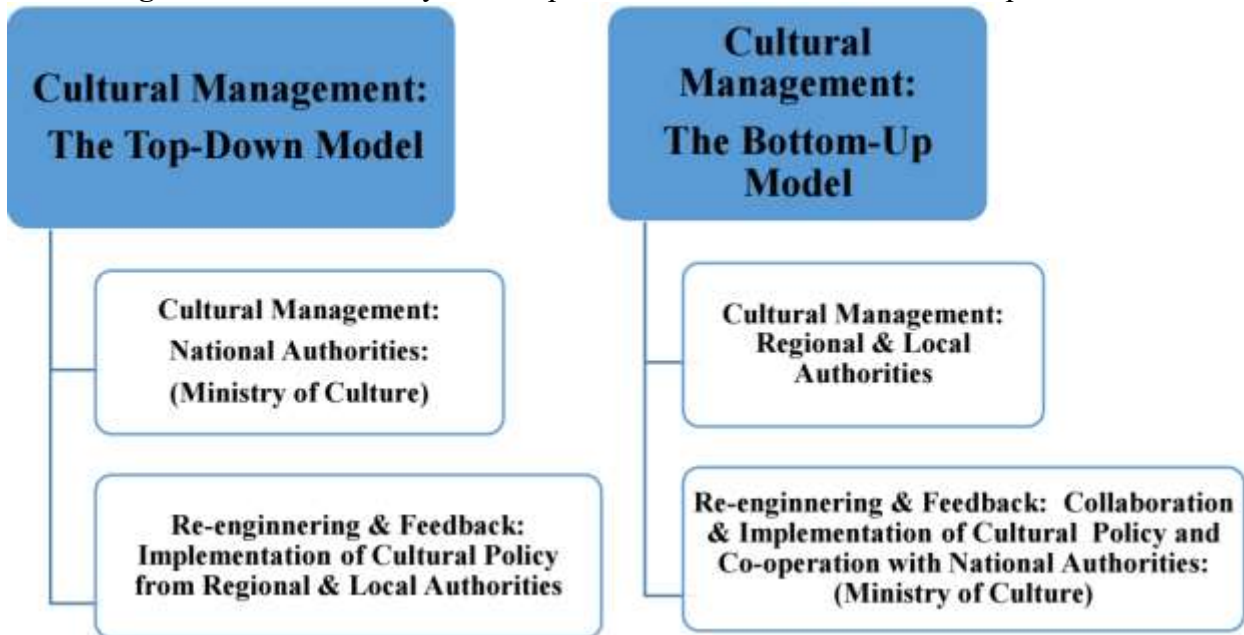 Cultural Management:
The Top-Down Model
Cultural Management:
National Authorities:
(Ministry of Culture)
Re-enginnering & Feedback:
Implementation of Cultural Policy
from Regional & Local Authorities
Cultural
Management:
The Bottom-Up
Model
Cultural Management:
Regional & Local
Authorities
Re-enginnering & Feedback: Collaboration
& Implementation of Cultural Policy and
Co-operation with National Authorities:
(Ministry of Culture)